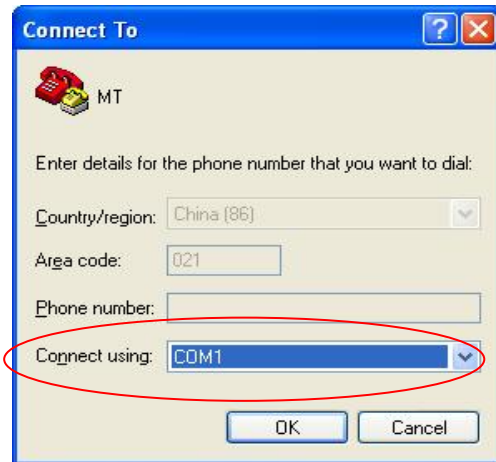 Connect To
MT
Enter details for the phone number that you want to dial:
Country/region: China (86)
Area code: 021
Phone number:
Connect using: COM1
OK Cancel